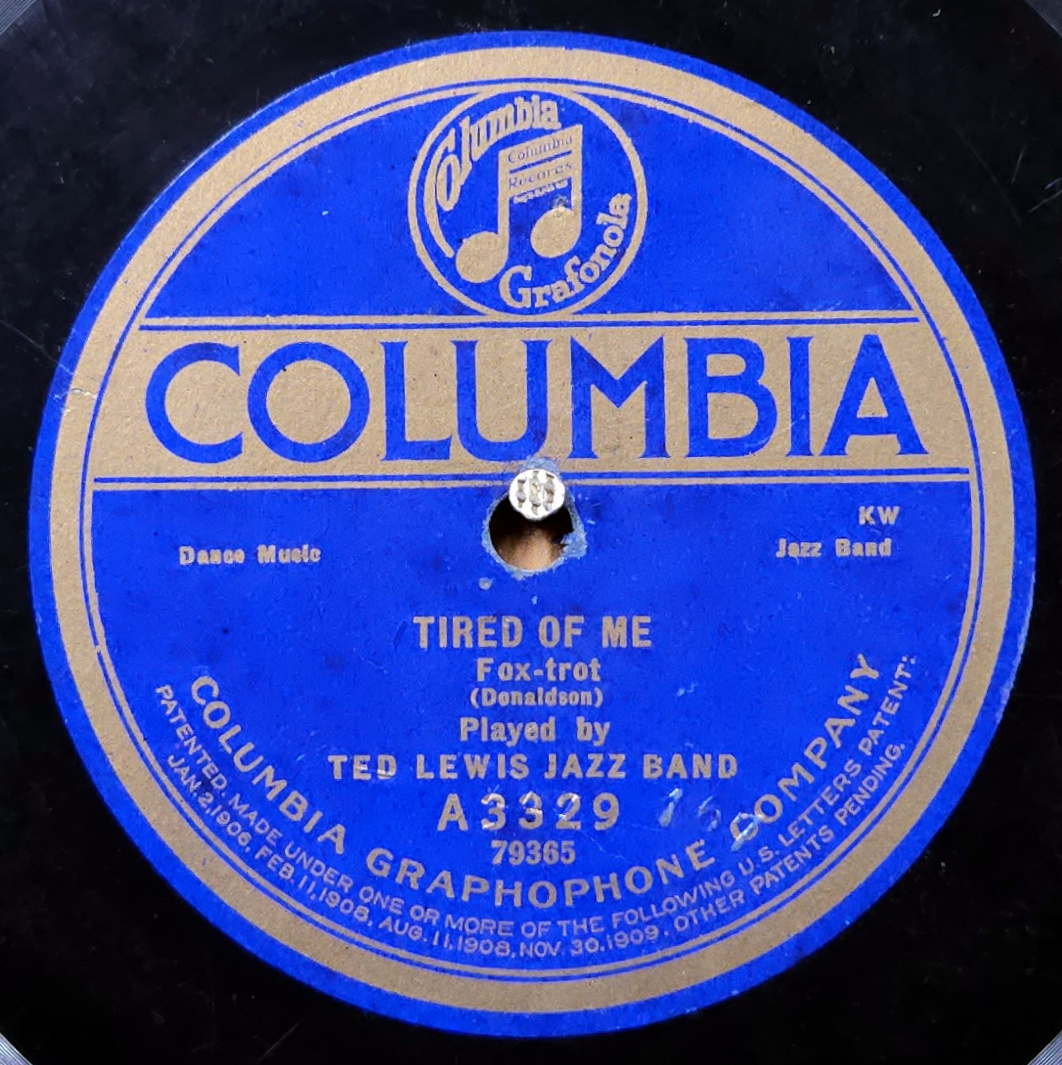 Columbia
Columbia
Records
Grafonola
COLUMBIA
KW
Dance Music
Jazz Band
TIRED OF ME
Fox-trot
(Donaldson)
Played by
TED LEWIS JAZZ BAND
A3329
79365
COLUMBIA GRAPHOPHONE COMPANY
PATENTED. MADE UNDER ONE OR MORE OF THE FOLLOWING U.S. LETTERS PATENT:
JAN. 2, 1906, FEB. 11, 1908, AUG. 11, 1908, NOV. 30, 1909. OTHER PATENTS PENDING.